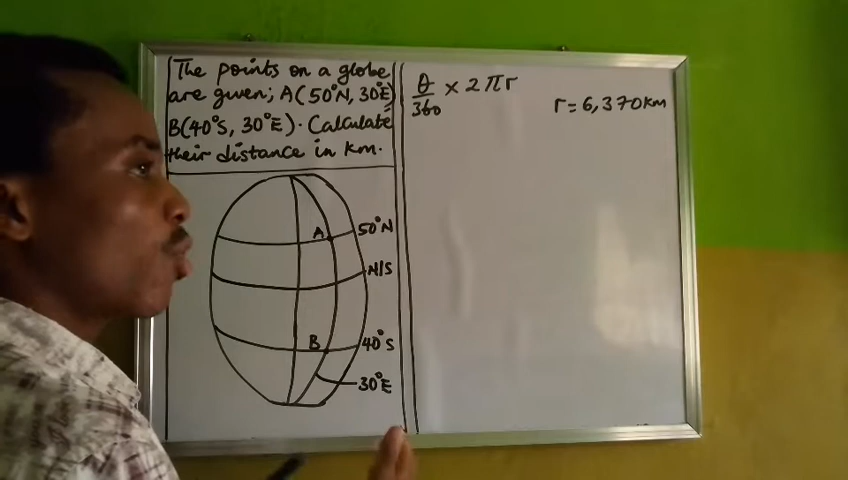 The points on a globe
are given; A(50°N, 30°E)
B(40°S, 30°E). Calculate
their distance in km.
θ/360 × 2πr
r = 6,370km
A
50°N
N/S
B
40°S
30°E